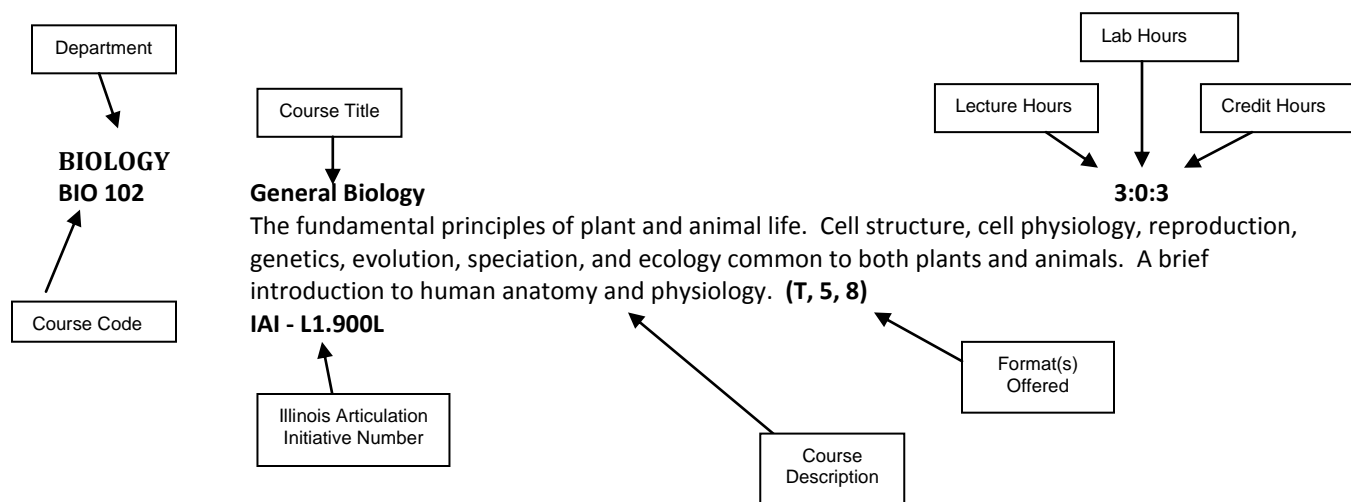 Lab Hours
Department
Lecture Hours
Credit Hours
Course Title
BIOLOGY
BIO 102
General Biology 3:0:3
The fundamental principles of plant and animal life.  Cell structure, cell physiology, reproduction,
genetics, evolution, speciation, and ecology common to both plants and animals.  A brief
introduction to human anatomy and physiology.  (T, 5, 8)
IAI - L1.900L
Course Code
Format(s)
Offered
Illinois Articulation
Initiative Number
Course
Description